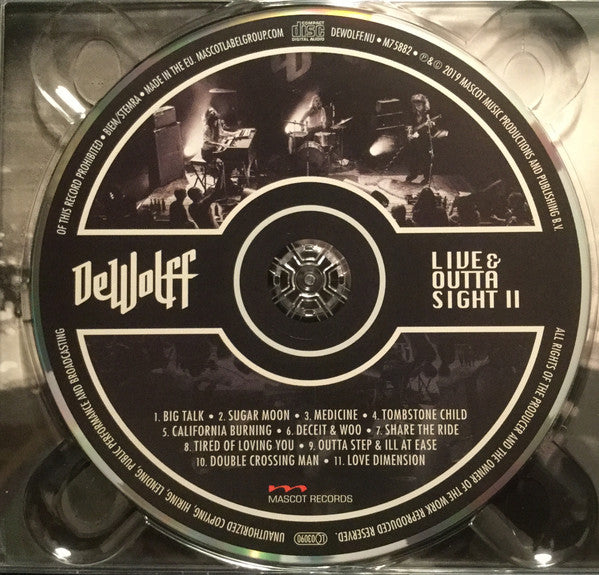 OF THIS RECORD PROHIBITED • BIEM/STEMRA • MADE IN THE EU. MASCOTLABELGROUP.COM
COMPACT
disc
DIGITAL AUDIO
DEWOLFF.NU • M75882 • ℗ & © 2019 MASCOT MUSIC PRODUCTIONS AND PUBLISHING B.V.
DeWolff
LIVE &
OUTTA
SIGHT II
1. BIG TALK • 2. SUGAR MOON • 3. MEDICINE • 4. TOMBSTONE CHILD
5. CALIFORNIA BURNING • 6. DECEIT & WOO • 7. SHARE THE RIDE
8. TIRED OF LOVING YOU • 9. OUTTA STEP & ILL AT EASE
10. DOUBLE CROSSING MAN • 11. LOVE DIMENSION
MASCOT RECORDS
ALL RIGHTS OF THE PRODUCER AND THE OWNER OF THE WORK REPRODUCED RESERVED.
LC 03090
UNAUTHORIZED COPYING, HIRING, LENDING, PUBLIC PERFORMANCE AND BROADCASTING